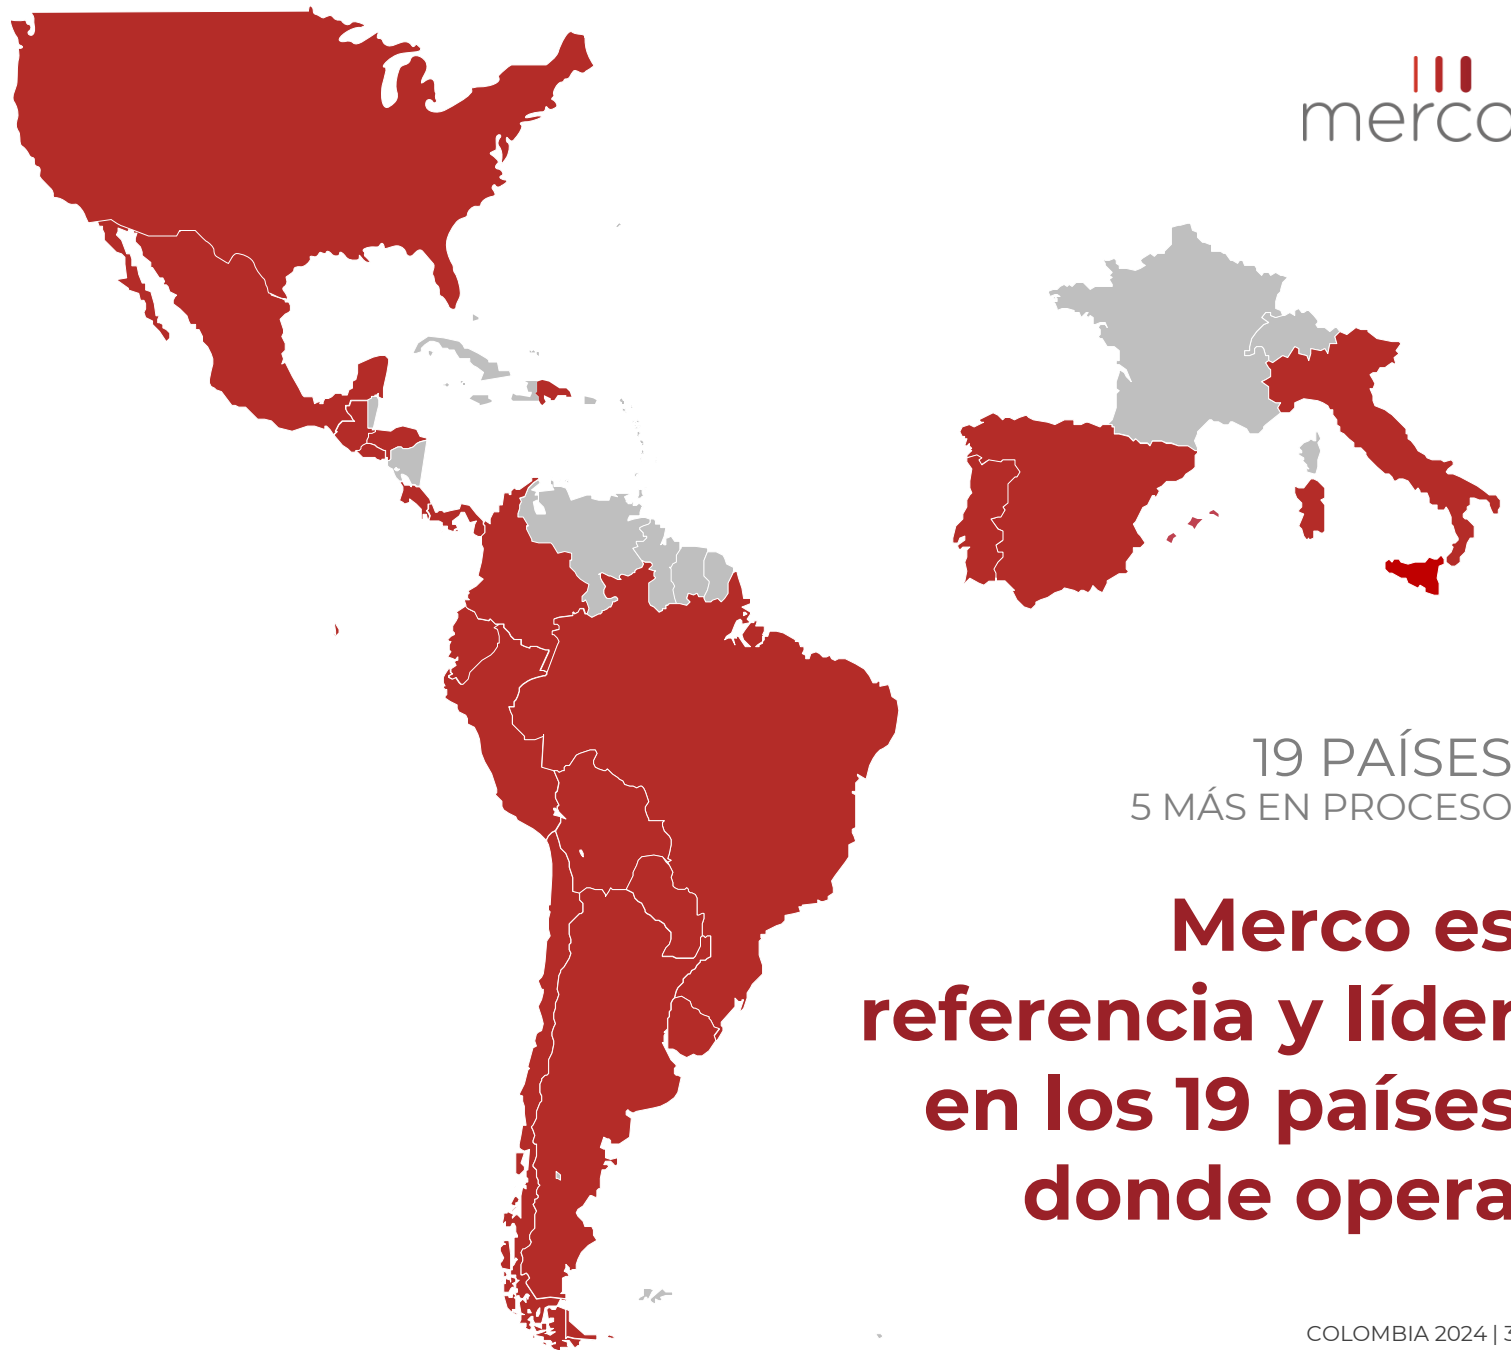 merco
19 PAÍSES
5 MÁS EN PROCESO
Merco es
referencia y líder
en los 19 países
donde opera
COLOMBIA 2024 | 3